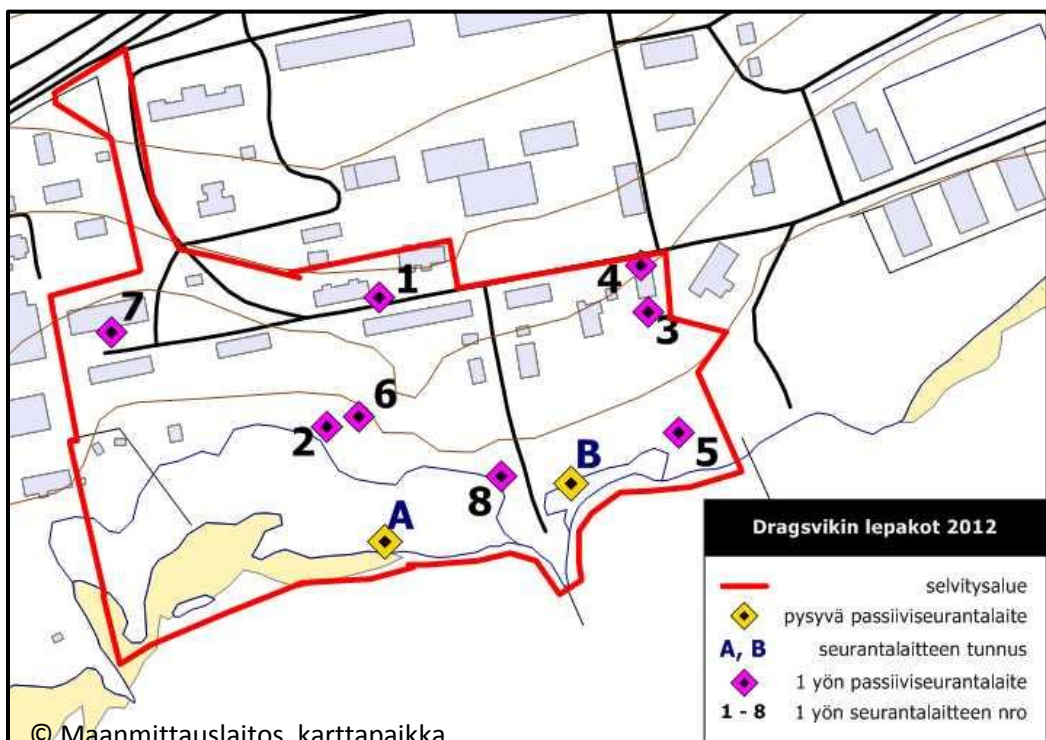 1
4
7
3
6
2
5
B
8
A
Dragsvikin lepakot 2012
selvitysalue
pysyvä passiiviseurantalaite
A, B seurantalaitteen tunnus
1 yön passiiviseurantalaite
1 - 8 1 yön seurantalaitteen nro
© Maanmittauslaitos, karttapaikka